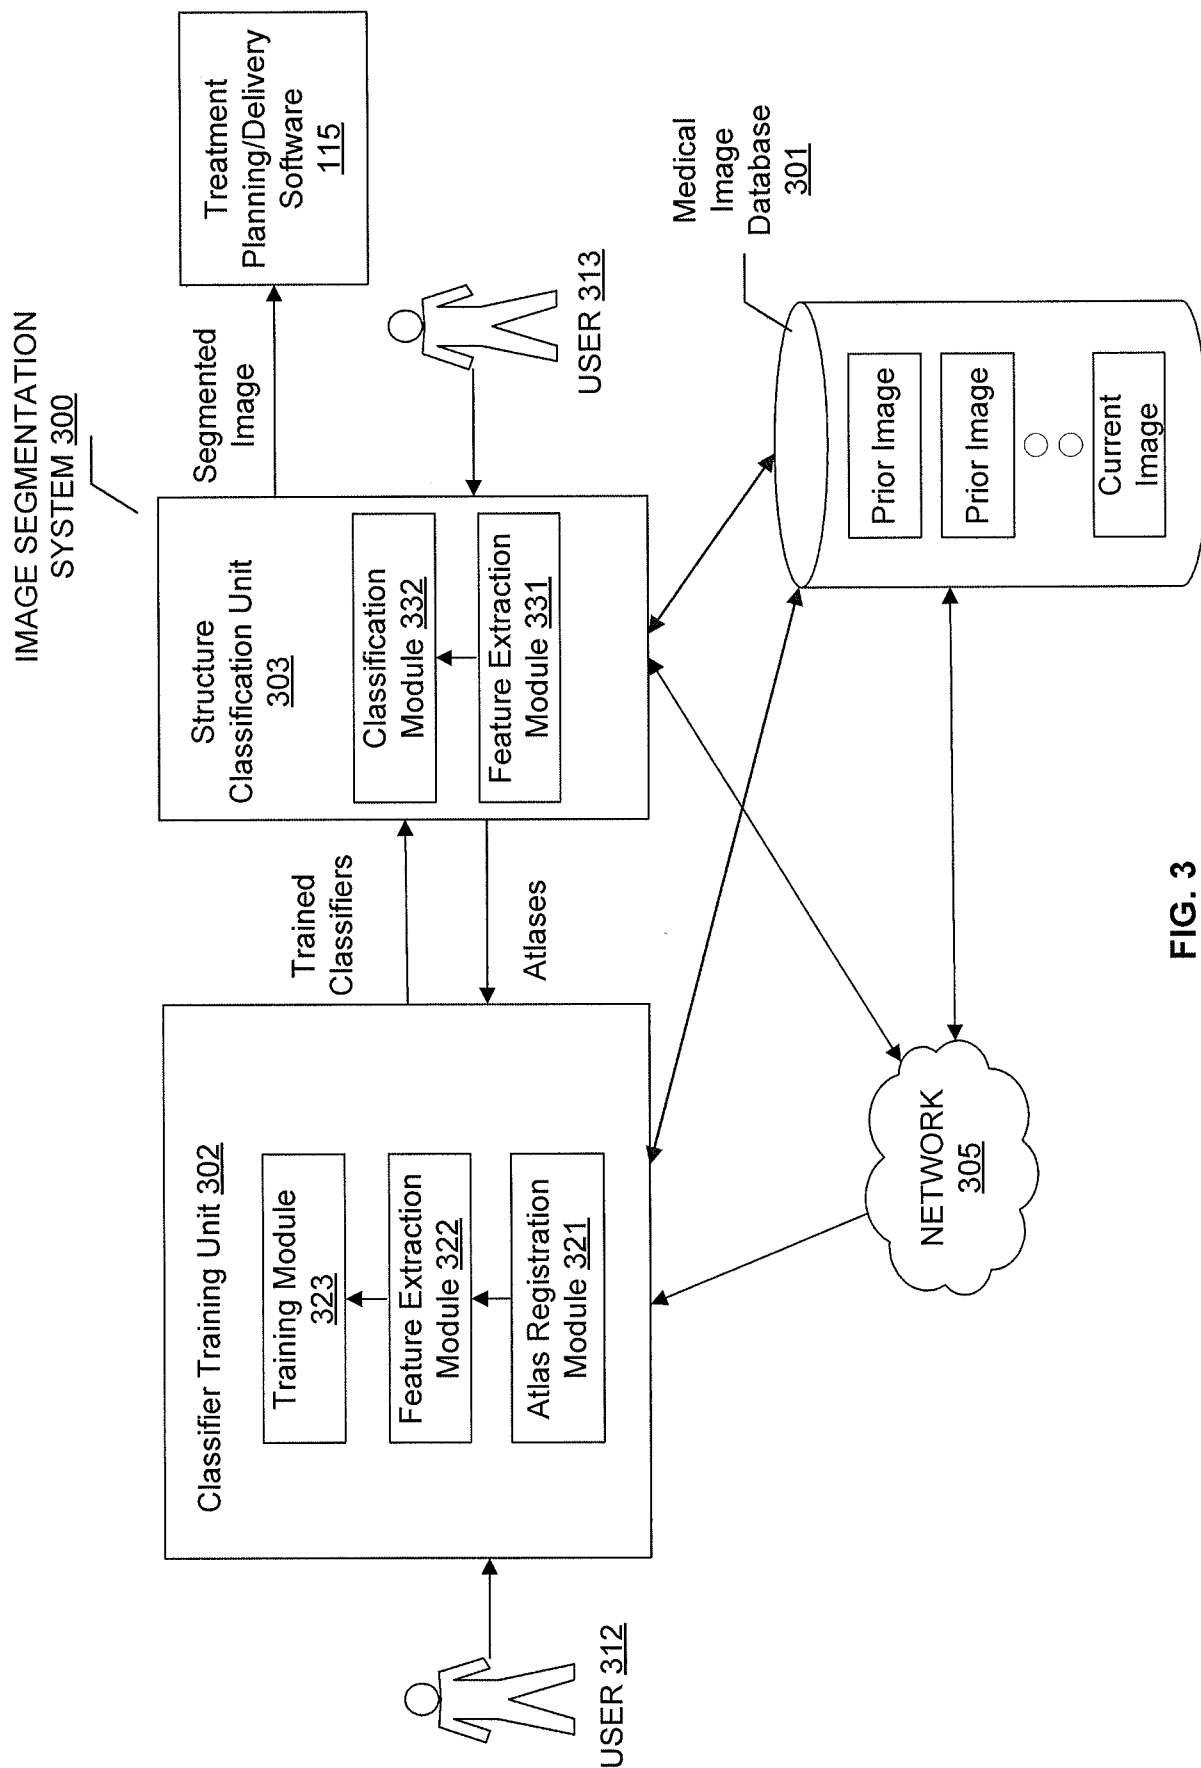 IMAGE SEGMENTATION
SYSTEM 300
Classifier Training Unit 302
Training Module
323
Feature Extraction
Module 322
Atlas Registration
Module 321
USER 312
Trained
Classifiers
Atlases
Structure
Classification Unit
303
Classification
Module 332
Feature Extraction
Module 331
Segmented
Image
Treatment
Planning/Delivery
Software
115
USER 313
Medical
Image
Database
301
Prior Image
Prior Image
Current
Image
NETWORK
305
FIG. 3